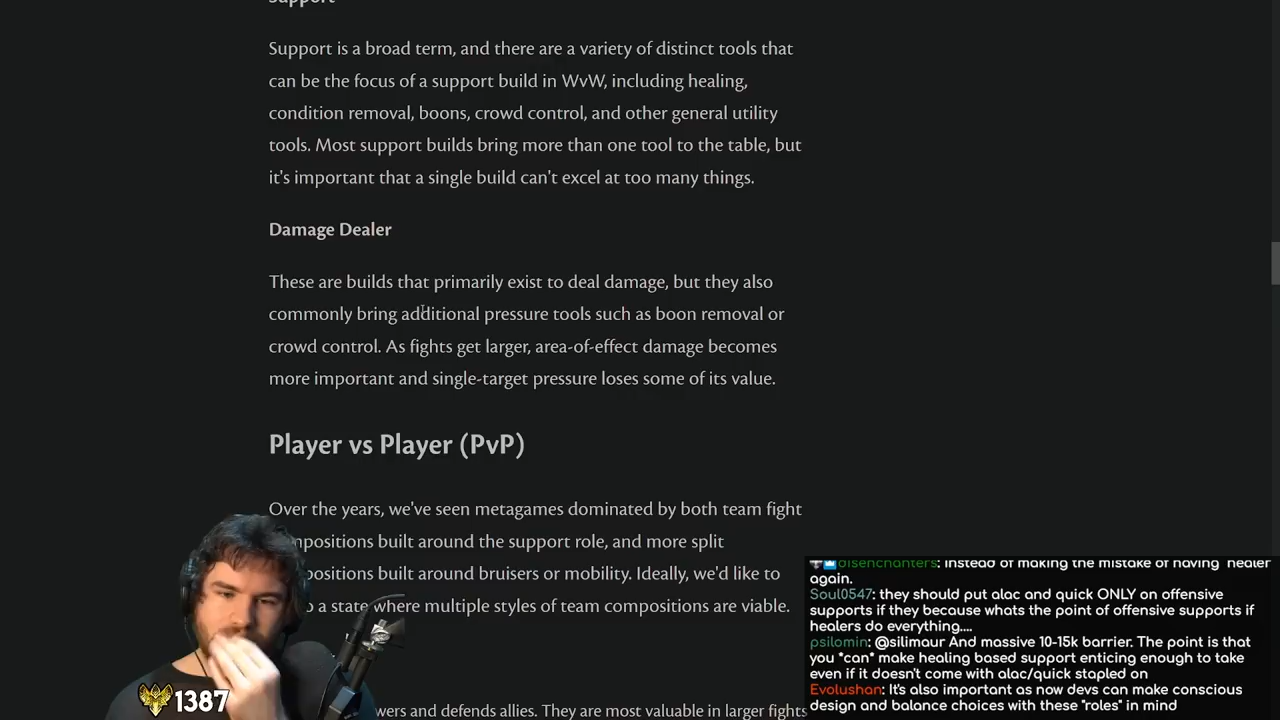 Support
Support is a broad term, and there are a variety of distinct tools that
can be the focus of a support build in WvW, including healing,
condition removal, boons, crowd control, and other general utility
tools. Most support builds bring more than one tool to the table, but
it's important that a single build can't excel at too many things.
Damage Dealer
These are builds that primarily exist to deal damage, but they also
commonly bring additional pressure tools such as boon removal or
crowd control. As fights get larger, area-of-effect damage becomes
more important and single-target pressure loses some of its value.
Player vs Player (PvP)
Over the years, we've seen metagames dominated by both team fight
mpositions built around the support role, and more split
positions built around bruisers or mobility. Ideally, we'd like to
o a state where multiple styles of team compositions are viable.
wers and defends allies. They are most valuable in larger fights
disenchanters: Instead of making the mistake of having "healer"
again.
Soul0547: they should put alac and quick ONLY on offensive
supports if they because whats the point of offensive supports if
healers do everything....
psilomin: @silimaur And massive 10-15k barrier. The point is that
you *can* make healing based support enticing enough to take
even if it doesn't come with alac/quick stapled on
Evolushan: It's also important as now devs can make conscious
design and balance choices with these "roles" in mind
1387